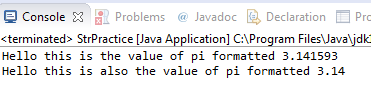 Console Problems @ Javadoc Declaration
<terminated> StrPractice [Java Application] C:\Program Files\Java\jdk1
Hello this is the value of pi formatted 3.141593
Hello this is also the value of pi formatted 3.14